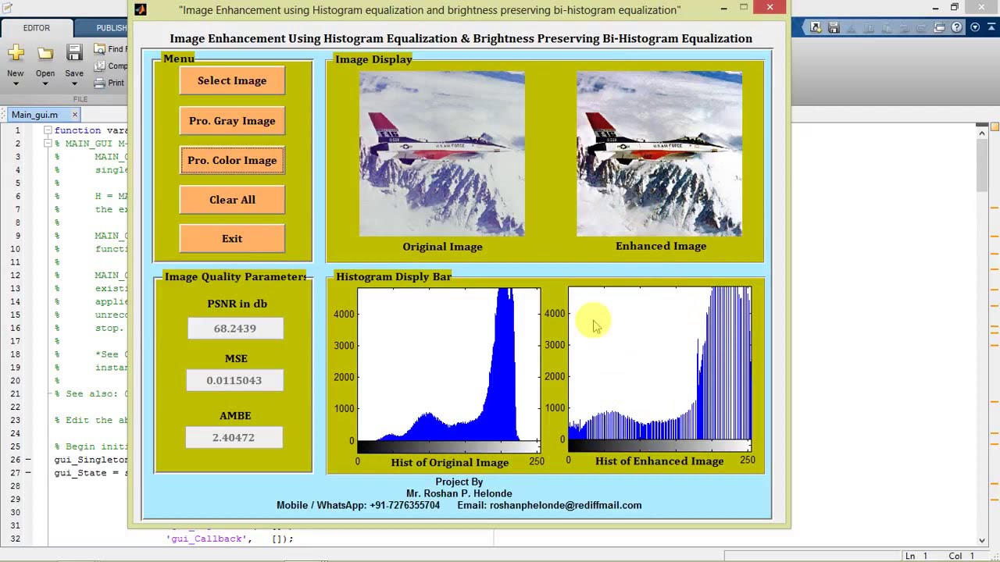 "Image Enhancement using Histogram equalization and brightness preserving bi-histogram equalization"
EDITOR
PUBLISH
New
Open
Save
Find F
Comp
Print
FILE
Main_gui.m
Image Enhancement Using Histogram Equalization & Brightness Preserving Bi-Histogram Equalization
Menu
Select Image
Pro. Gray Image
Pro. Color Image
Clear All
Exit
Image Display
U.S. AIR FORCE
U.S. AIR FORCE
Original Image
Enhanced Image
Image Quality Parameters
PSNR in db
68.2439
MSE
0.0115043
AMBE
2.40472
Histogram Disply Bar
4000
3000
2000
1000
0
0
250
Hist of Original Image
4000
3000
2000
1000
0
0
250
Hist of Enhanced Image
Project By
Mr. Roshan P. Helonde
Mobile / WhatsApp: +91-7276355704 Email: roshanphelonde@rediffmail.com
1 function vara
2 % MAIN_GUI M-
3 % MAIN_G
4 % singl
5 %
6 % H = MA
7 % the ex
8 %
9 % MAIN_G
10 % functi
11 %
12 % MAIN_G
13 % existi
14 % applie
15 % unreco
16 % stop.
17 %
18 % *See G
19 % instan
20 %
21 % See also: G
22
23 % Edit the ab
24
25 % Begin initi
26 gui_Singleton
27 gui_State = s
28
29
30
31
32 'gui_Callback', []);
Ln 1 Col 1